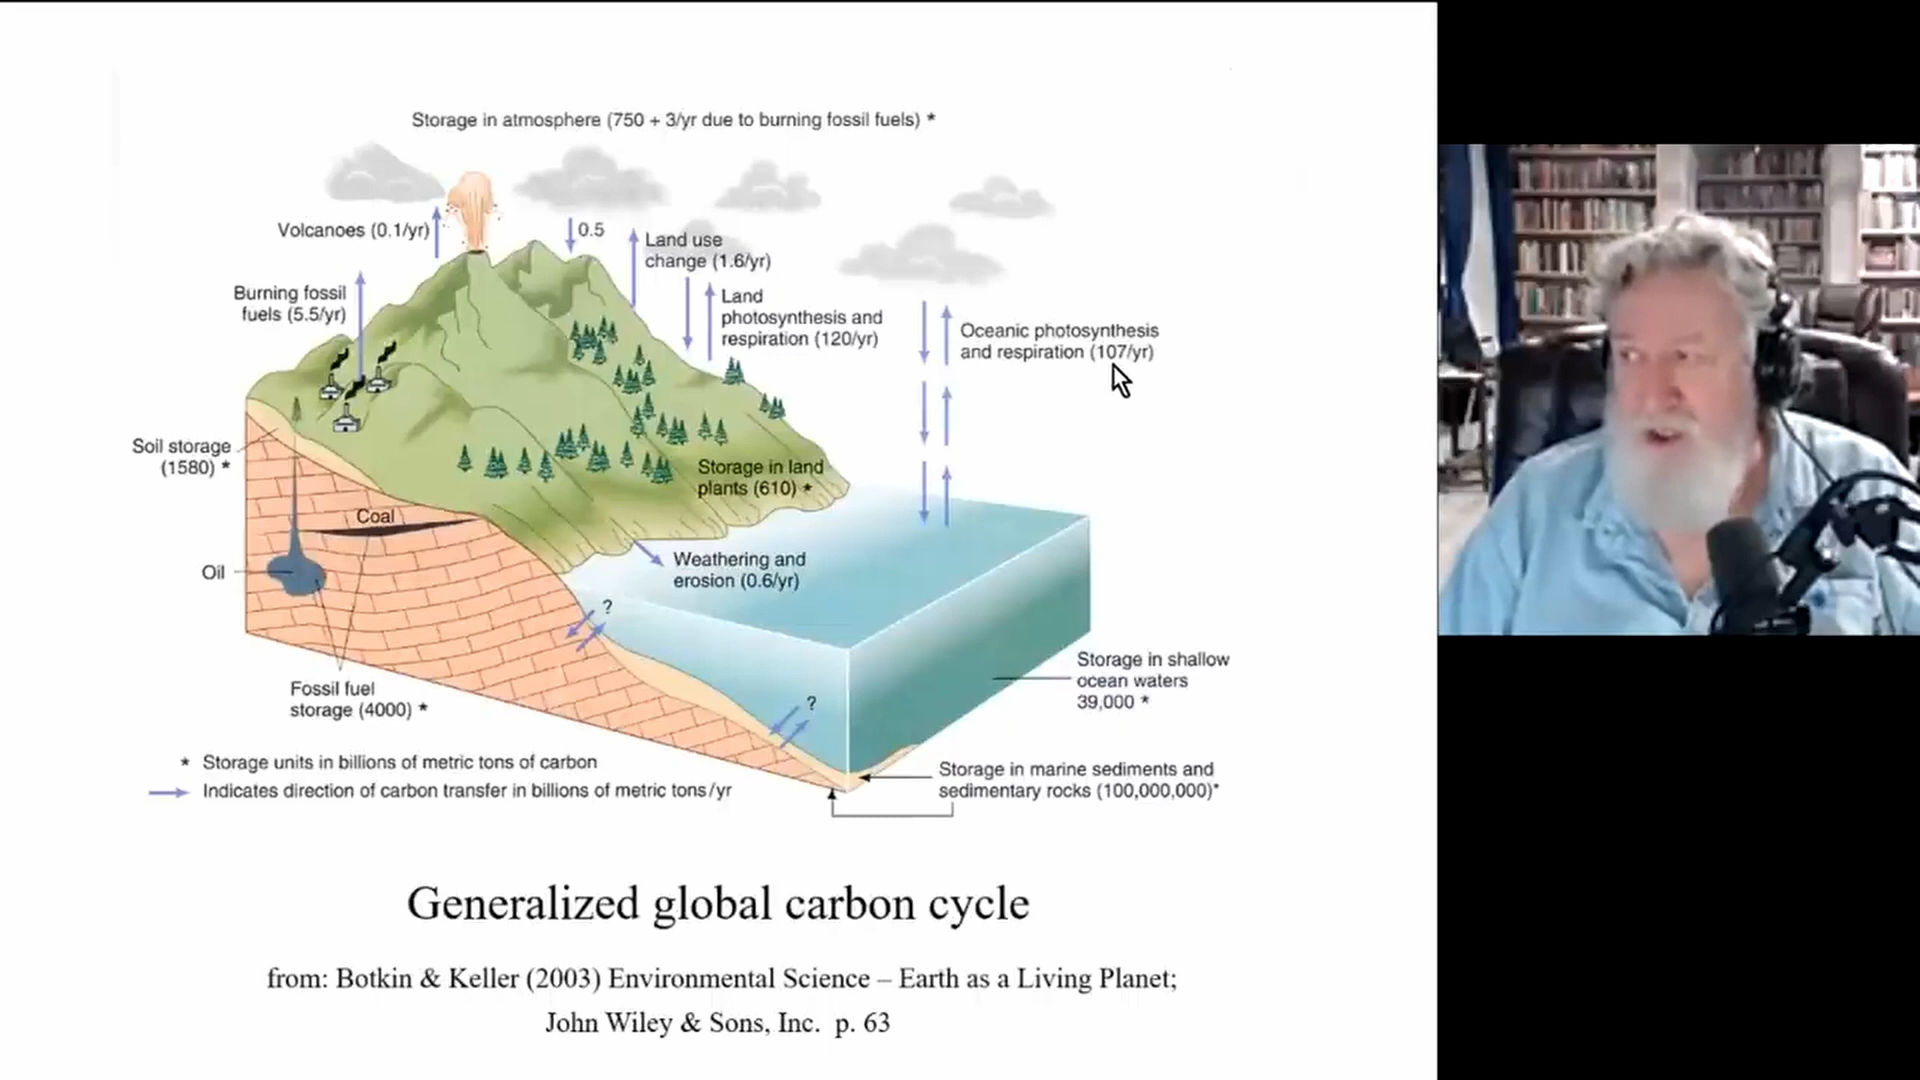 Storage in atmosphere (750 + 3/yr due to burning fossil fuels) *
Volcanoes (0.1/yr)
0.5
Land use
change (1.6/yr)
Burning fossil
fuels (5.5/yr)
Land
photosynthesis and
respiration (120/yr)
Oceanic photosynthesis
and respiration (107/yr)
Soil storage
(1580) *
Storage in land
plants (610) *
Coal
Oil
Weathering and
erosion (0.6/yr)
?
?
Fossil fuel
storage (4000) *
Storage in shallow
ocean waters
39,000 *
* Storage units in billions of metric tons of carbon
Indicates direction of carbon transfer in billions of metric tons/yr
Storage in marine sediments and
sedimentary rocks (100,000,000)*
Generalized global carbon cycle
from: Botkin & Keller (2003) Environmental Science – Earth as a Living Planet;
John Wiley & Sons, Inc. p. 63